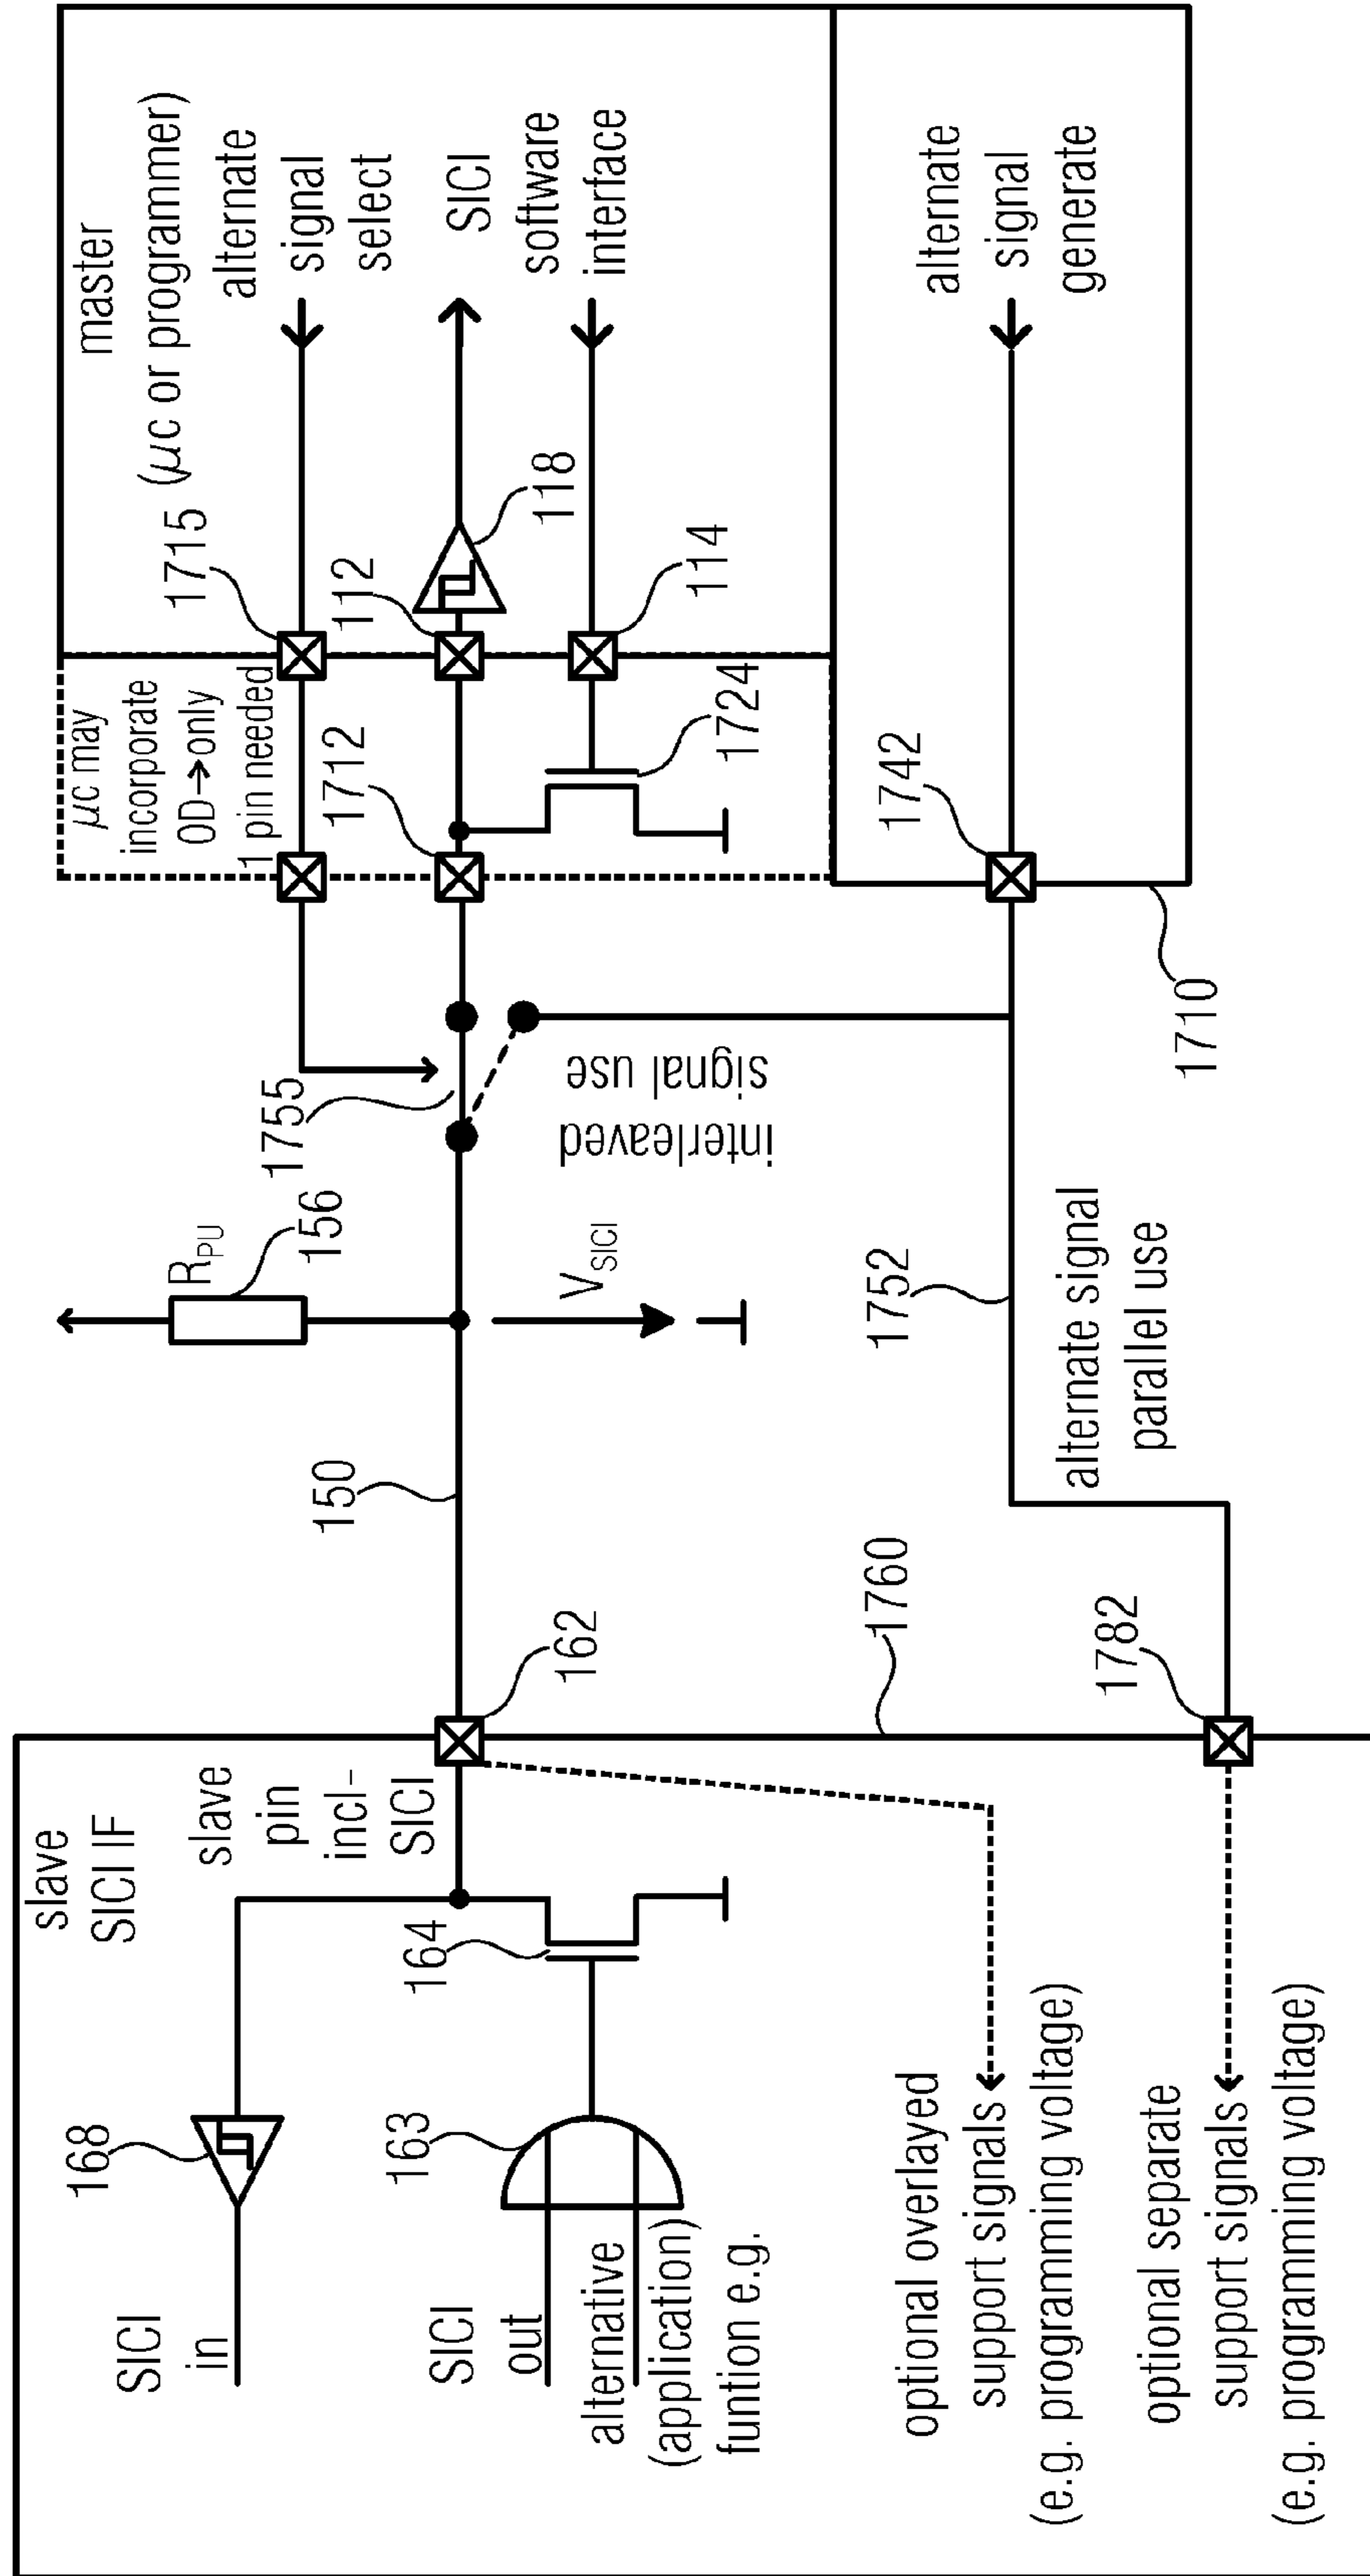 slave
SICI IF
SICI
in
168
slave
pin
incl-
SICI
164
163
SICI
out
alternative
(application)
funtion e.g.
162
optional overlayed
support signals
(e.g. programming voltage)
optional separate
support signals
(e.g. programming voltage)
1760
1782
150
R_PU
156
V_SICI
1755
interleaved
signal use
1752
alternate signal
parallel use
μc may
incorporate
OD→only
1 pin needed
1712
1724
1715
112
118
114
master
(μc or programmer)
alternate
signal
select
SICI
software
interface
1742
alternate
signal
generate
1710